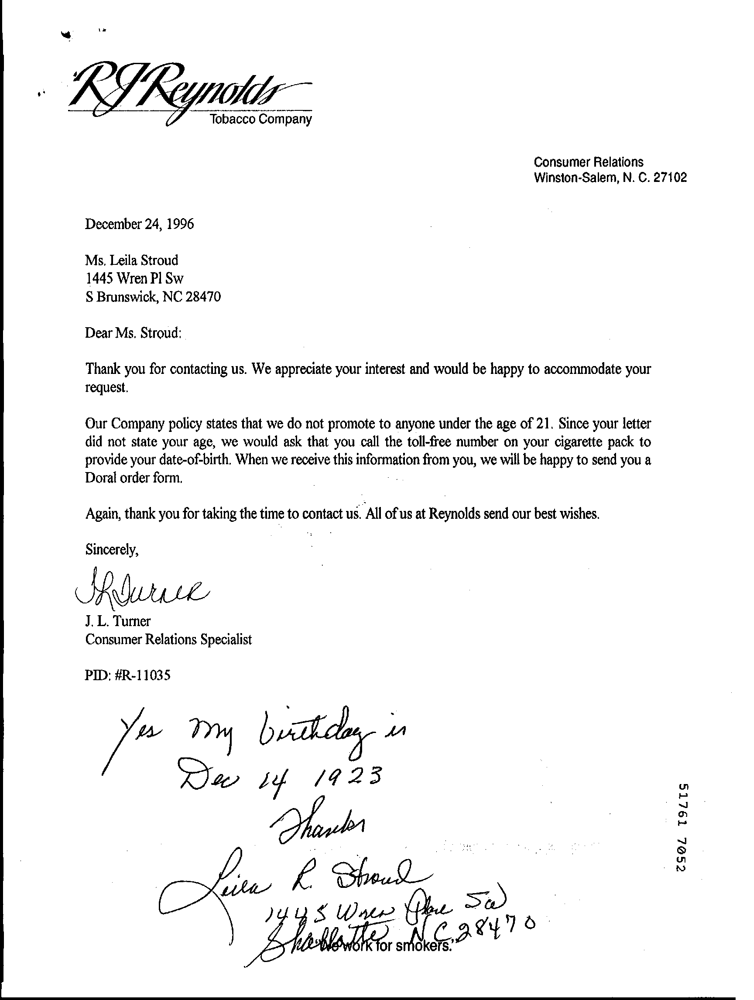 RJReynolds
Tobacco Company
Consumer Relations
Winston-Salem, N. C. 27102
December 24, 1996
Ms. Leila Stroud
1445 Wren Pl Sw
S Brunswick, NC 28470
Dear Ms. Stroud:
Thank you for contacting us. We appreciate your interest and would be happy to accommodate your
request.
Our Company policy states that we do not promote to anyone under the age of 21. Since your letter
did not state your age, we would ask that you call the toll-free number on your cigarette pack to
provide your date-of-birth. When we receive this information from you, we will be happy to send you a
Doral order form.
Again, thank you for taking the time to contact us. All of us at Reynolds send our best wishes.
Sincerely,
JLTurner
J. L. Turner
Consumer Relations Specialist
PID: #R-11035
Yes my birthday is
Dec 14 1923
Thanks
Leila R. Stroud
1445 Wren Place Sw
Shallotte N.C. 28470
work for smokers."
51761 7052